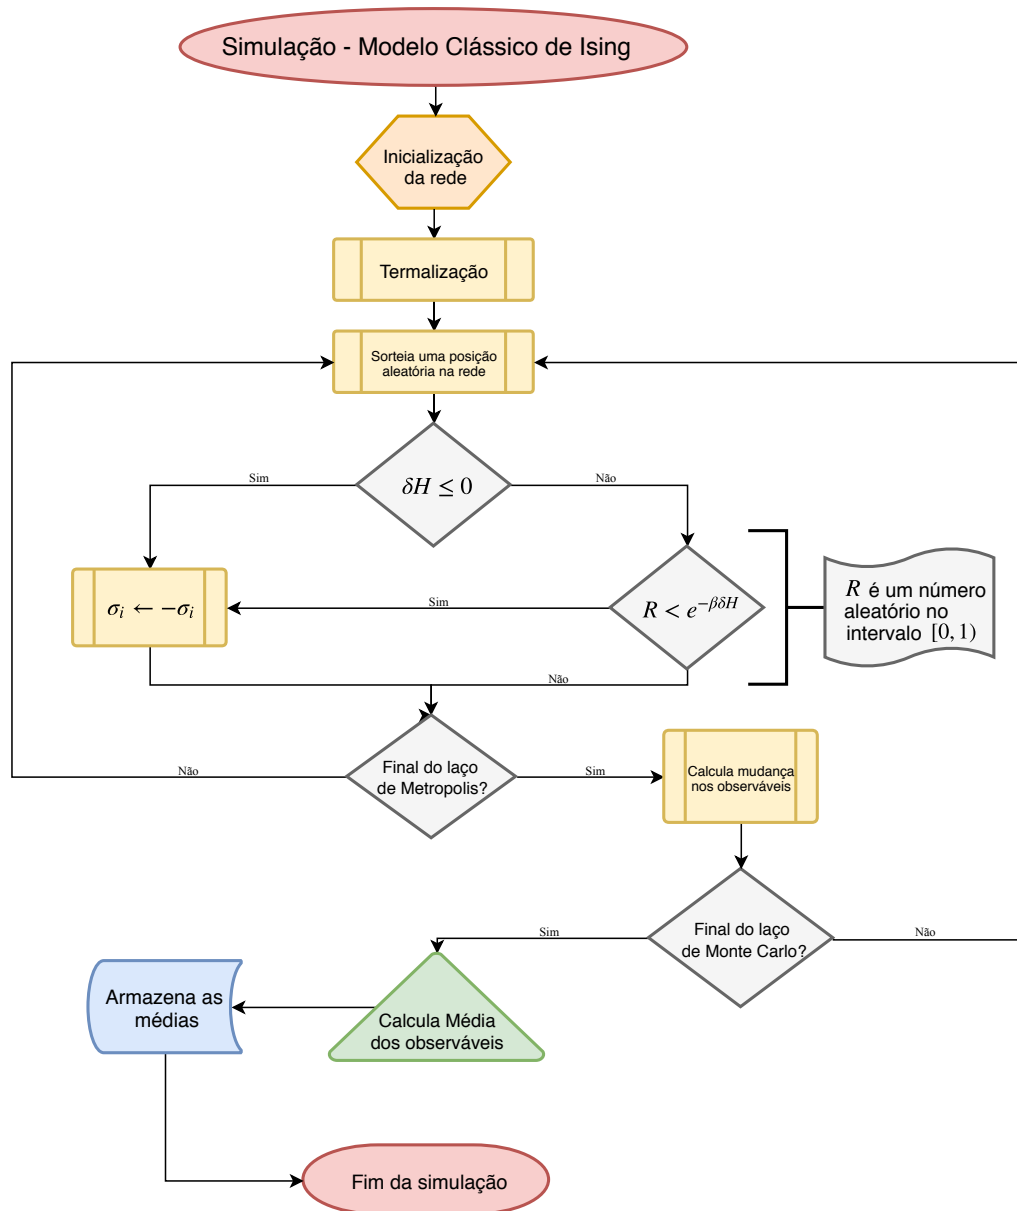 Simulação - Modelo Clássico de Ising
Inicialização
da rede
Termalização
Sorteia uma posição
aleatória na rede
Sim
δH ≤ 0
Não
σᵢ ← −σᵢ
Sim
R < e^{−βδH}
R é um número
aleatório no
intervalo [0, 1)
Não
Não
Final do laço
de Metropolis?
Sim
Calcula mudança
nos observáveis
Sim
Final do laço
de Monte Carlo?
Não
Armazena as
médias
Calcula Média
dos observáveis
Fim da simulação